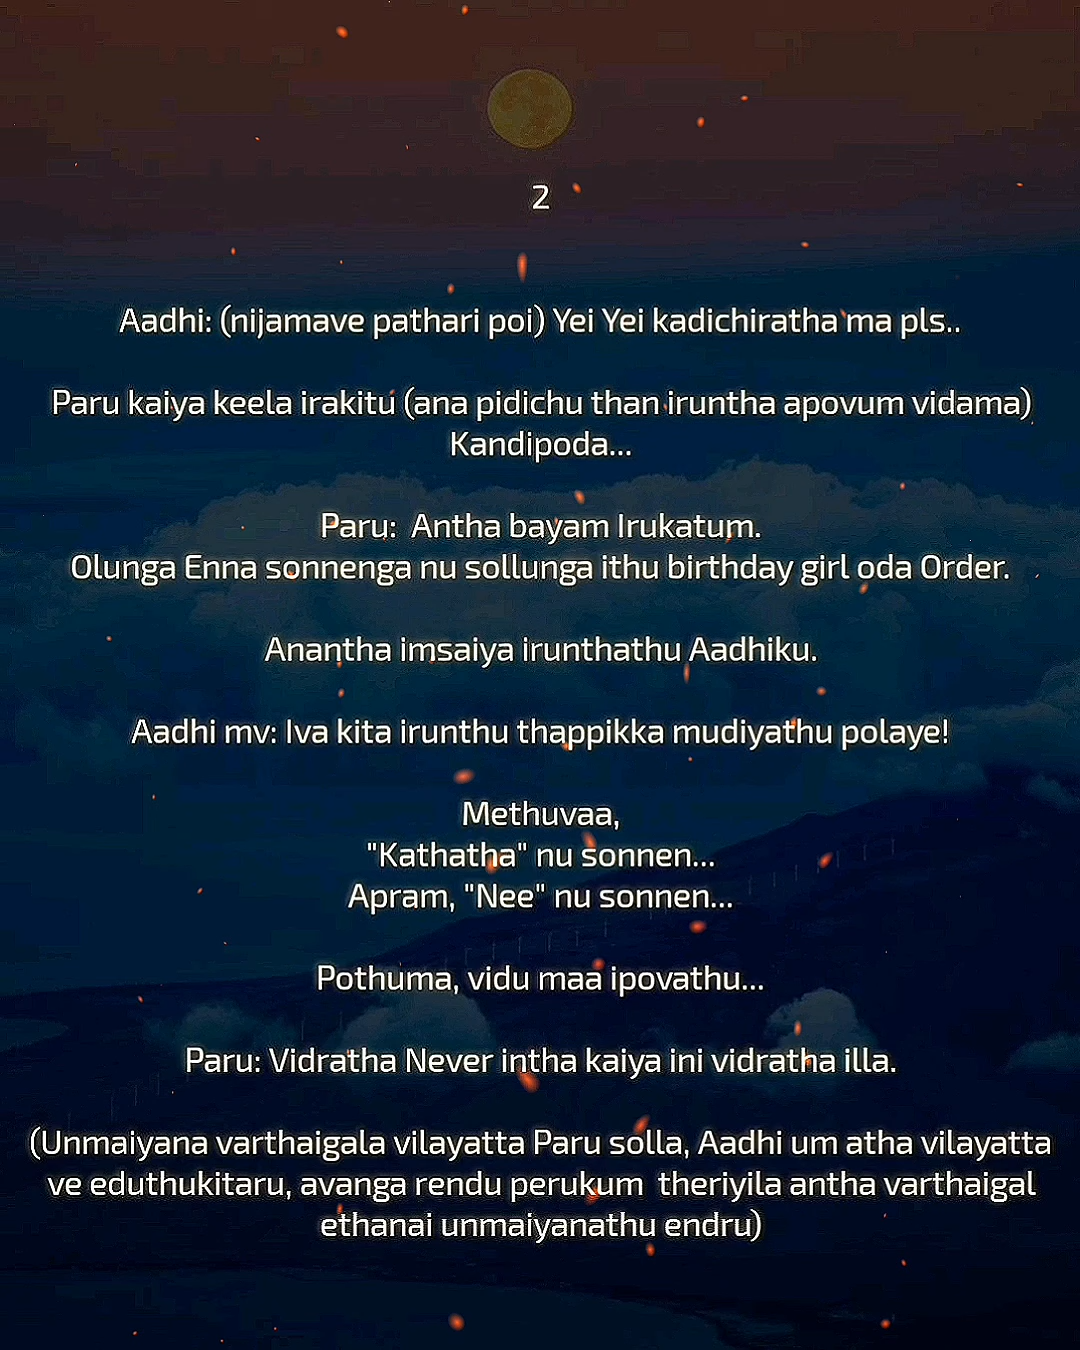 2
Aadhi: (nijamave pathari poi) Yei Yei kadichiratha ma pls..
Paru kaiya keela irakitu (ana pidichu than iruntha apovum vidama)
Kandipoda...
Paru:  Antha bayam Irukatum.
Olunga Enna sonnenga nu sollunga ithu birthday girl oda Order.
Anantha imsaiya irunthathu Aadhiku.
Aadhi mv: Iva kita irunthu thappikka mudiyathu polaye!
Methuvaa,
"Kathatha" nu sonnen...
Apram, "Nee" nu sonnen...
Pothuma, vidu maa ipovathu...
Paru: Vidratha Never intha kaiya ini vidratha illa.
(Unmaiyana varthaigala vilayatta Paru solla, Aadhi um atha vilayatta
ve eduthukitaru, avanga rendu perukum  theriyila antha varthaigal
ethanai unmaiyanathu endru)